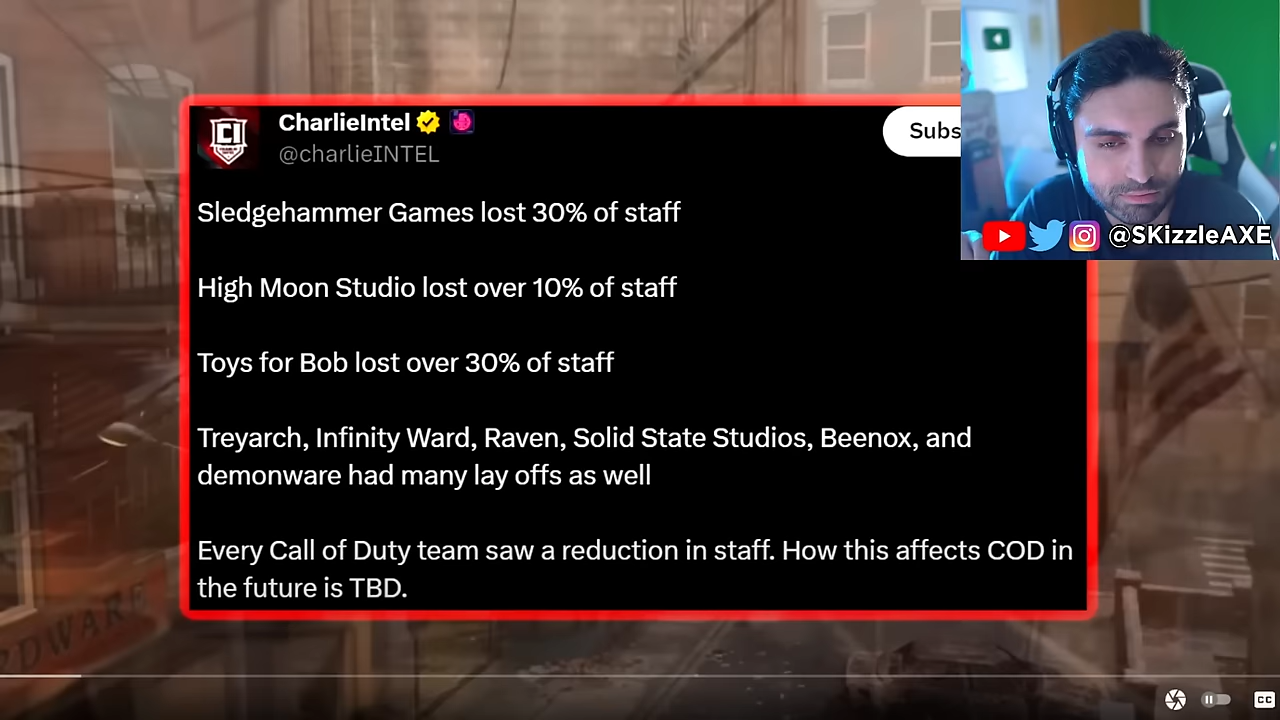 CI
CharlieIntel
@charlieINTEL
Subs
@SKizzleAXE
Sledgehammer Games lost 30% of staff
High Moon Studio lost over 10% of staff
Toys for Bob lost over 30% of staff
Treyarch, Infinity Ward, Raven, Solid State Studios, Beenox, and
demonware had many lay offs as well
Every Call of Duty team saw a reduction in staff. How this affects COD in
the future is TBD.
RDWARE
CC